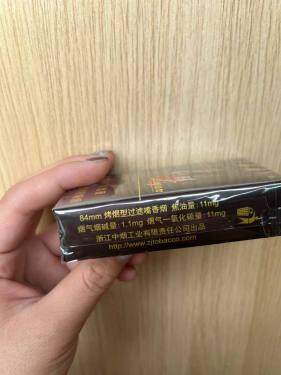 84mm 烤烟型过滤嘴香烟 焦油量:11mg
烟气烟碱量:1.1mg 烟气一氧化碳量:11mg
浙江中烟工业有限责任公司出品
http://www.zjtobacco.com